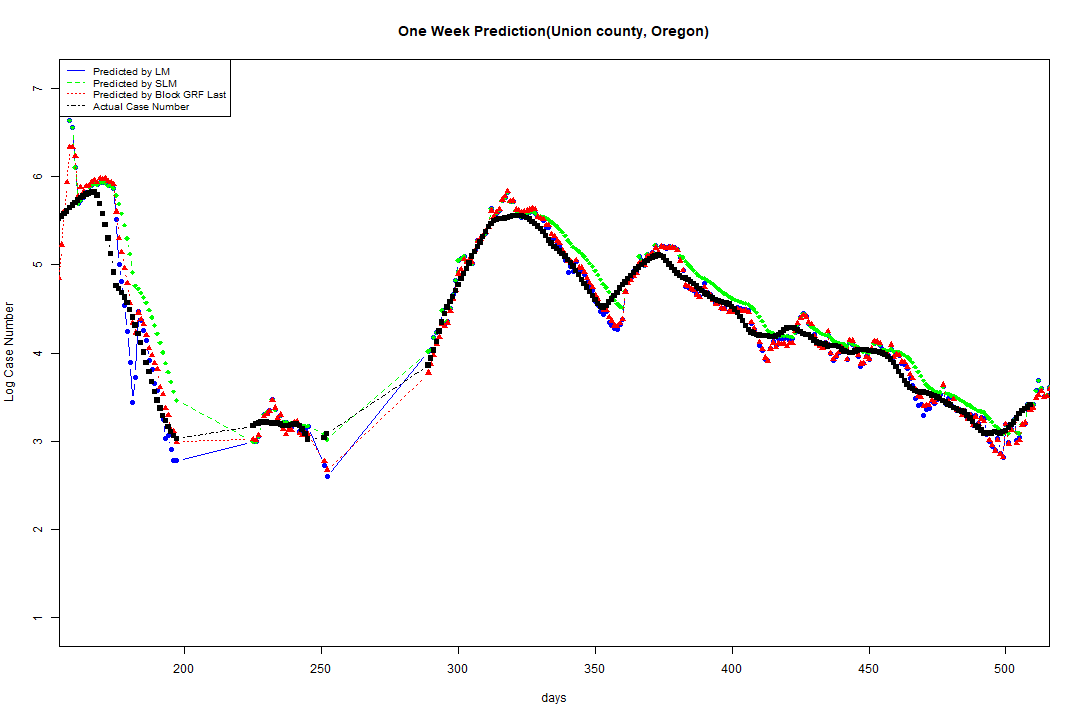 One Week Prediction(Union county, Oregon)
Predicted by LM
Predicted by SLM
Predicted by Block GRF Last
Actual Case Number
Log Case Number
7
6
5
4
3
2
1
200 250 300 350 400 450 500
days